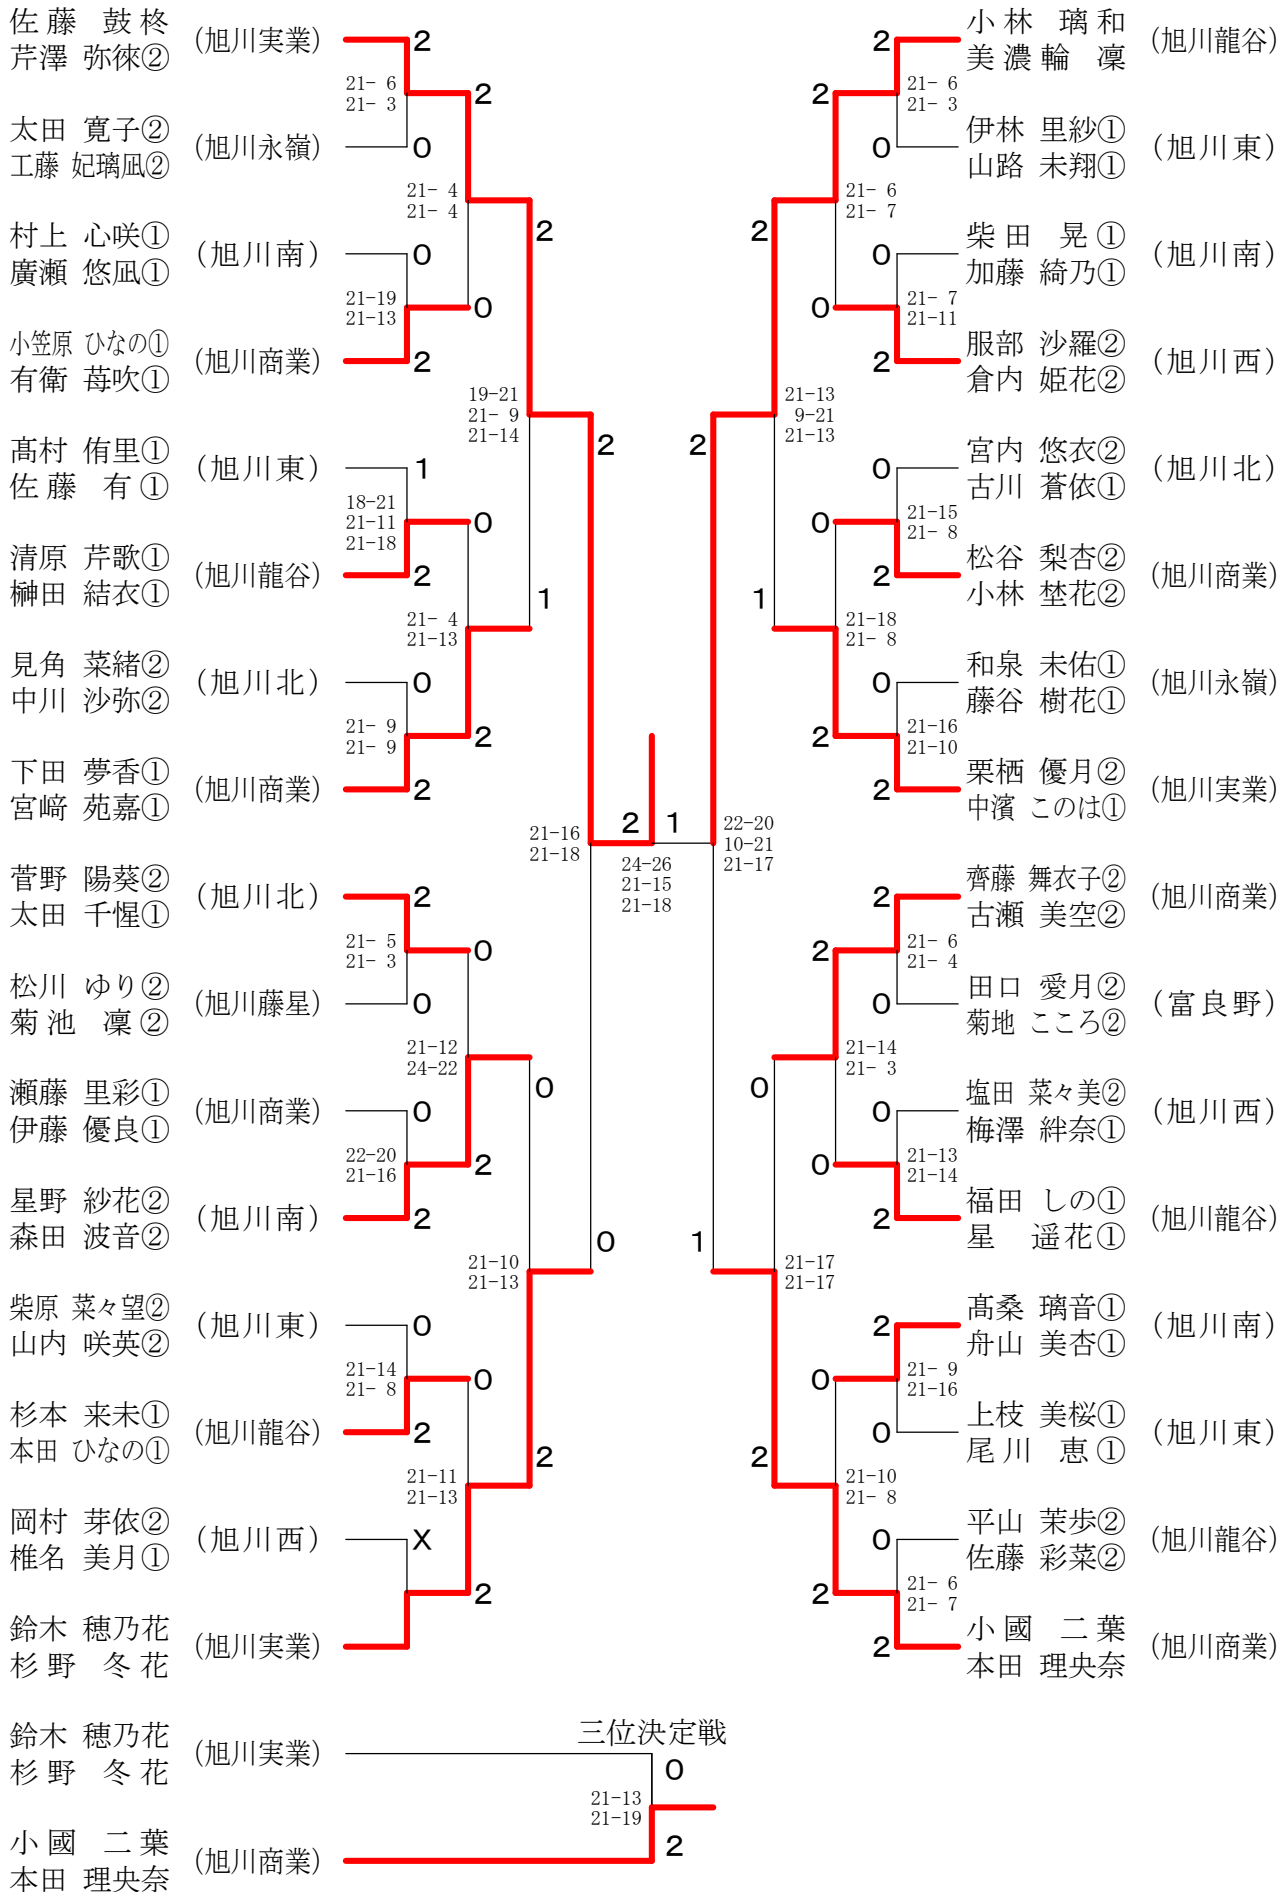 佐藤 鼓柊
芹澤 弥徠②
(旭川実業)
2
21- 6
21- 3
2
太田 寛子②
工藤 妃璃凪②
(旭川永嶺)
0
21- 4
21- 4
2
村上 心咲①
廣瀬 悠凪①
(旭川南)
0
21-19
21-13
0
小笠原 ひなの①
有衛 苺吹①
(旭川商業)
2
19-21
21- 9
21-14
2
髙村 侑里①
佐藤 有①
(旭川東)
1
18-21
21-11
21-18
0
清原 芹歌①
榊田 結衣①
(旭川龍谷)
2
21- 4
21-13
1
見角 菜緒②
中川 沙弥②
(旭川北)
0
21- 9
21- 9
2
下田 夢香①
宮﨑 苑嘉①
(旭川商業)
2
21-16
21-18
2
1
24-26
21-15
21-18
菅野 陽葵②
太田 千惺①
(旭川北)
2
21- 5
21- 3
0
松川 ゆり②
菊池 凜②
(旭川藤星)
0
21-12
24-22
0
瀬藤 里彩①
伊藤 優良①
(旭川商業)
0
22-20
21-16
2
星野 紗花②
森田 波音②
(旭川南)
2
21-10
21-13
0
柴原 菜々望②
山内 咲英②
(旭川東)
0
21-14
21- 8
0
杉本 来未①
本田 ひなの①
(旭川龍谷)
2
21-11
21-13
2
岡村 芽依②
椎名 美月①
(旭川西)
X
2
鈴木 穂乃花
杉野 冬花
(旭川実業)
小林 璃和
美濃輪 凜
(旭川龍谷)
2
21- 6
21- 3
2
伊林 里紗①
山路 未翔①
(旭川東)
0
21- 6
21- 7
2
柴田 晃①
加藤 綺乃①
(旭川南)
0
21- 7
21-11
0
服部 沙羅②
倉内 姫花②
(旭川西)
2
21-13
9-21
21-13
2
宮内 悠衣②
古川 蒼依①
(旭川北)
0
21-15
21- 8
0
松谷 梨杏②
小林 埜花②
(旭川商業)
2
21-18
21- 8
1
和泉 未佑①
藤谷 樹花①
(旭川永嶺)
0
21-16
21-10
2
栗栖 優月②
中濱 このは①
(旭川実業)
2
22-20
10-21
21-17
齊藤 舞衣子②
古瀬 美空②
(旭川商業)
2
21- 6
21- 4
2
田口 愛月②
菊地 こころ②
(富良野)
0
21-14
21- 3
0
塩田 菜々美②
梅澤 絆奈①
(旭川西)
0
21-13
21-14
0
福田 しの①
星 遥花①
(旭川龍谷)
2
21-17
21-17
1
髙桑 璃音①
舟山 美杏①
(旭川南)
2
21- 9
21-16
0
上枝 美桜①
尾川 恵①
(旭川東)
0
21-10
21- 8
2
平山 茉歩②
佐藤 彩菜②
(旭川龍谷)
0
21- 6
21- 7
2
小國 二葉
本田 理央奈
(旭川商業)
2
三位決定戦
鈴木 穂乃花
杉野 冬花
(旭川実業)
0
21-13
21-19
小國 二葉
本田 理央奈
(旭川商業)
2